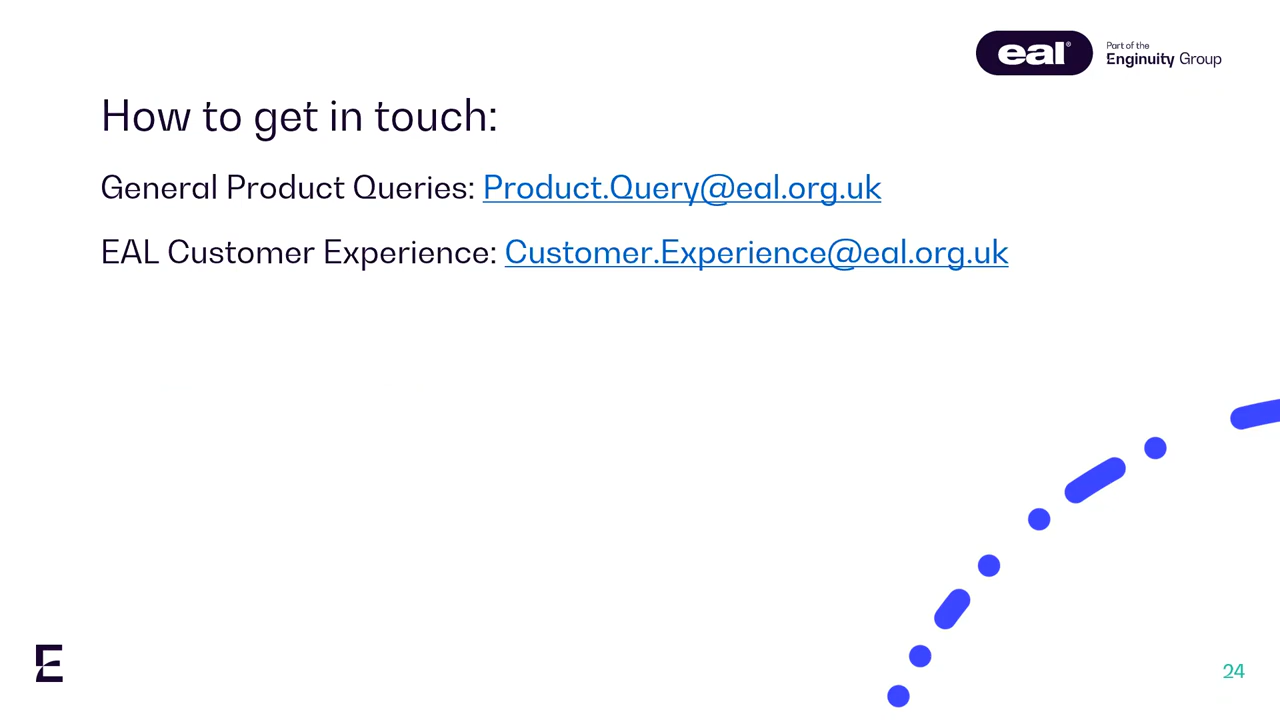 eal®
Part of the
Enginuity Group
How to get in touch:
General Product Queries: Product.Query@eal.org.uk
EAL Customer Experience: Customer.Experience@eal.org.uk
E
24